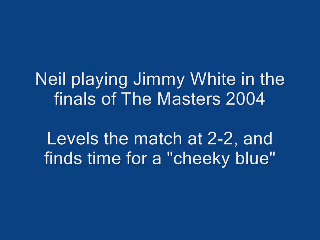 Neil playing Jimmy White in the
finals of The Masters 2004
Levels the match at 2-2, and
finds time for a "cheeky blue"